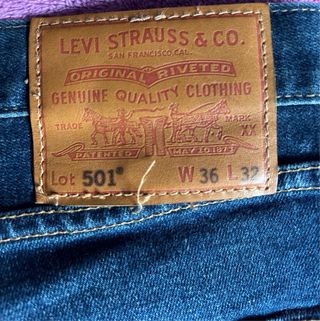 LEVI STRAUSS & CO.
SAN FRANCISCO, CAL.
ORIGINAL RIVETED
GENUINE QUALITY CLOTHING
TRADE MARK
XX
PATENTED MAY 20 1873
Lot 501® W 36 L 32